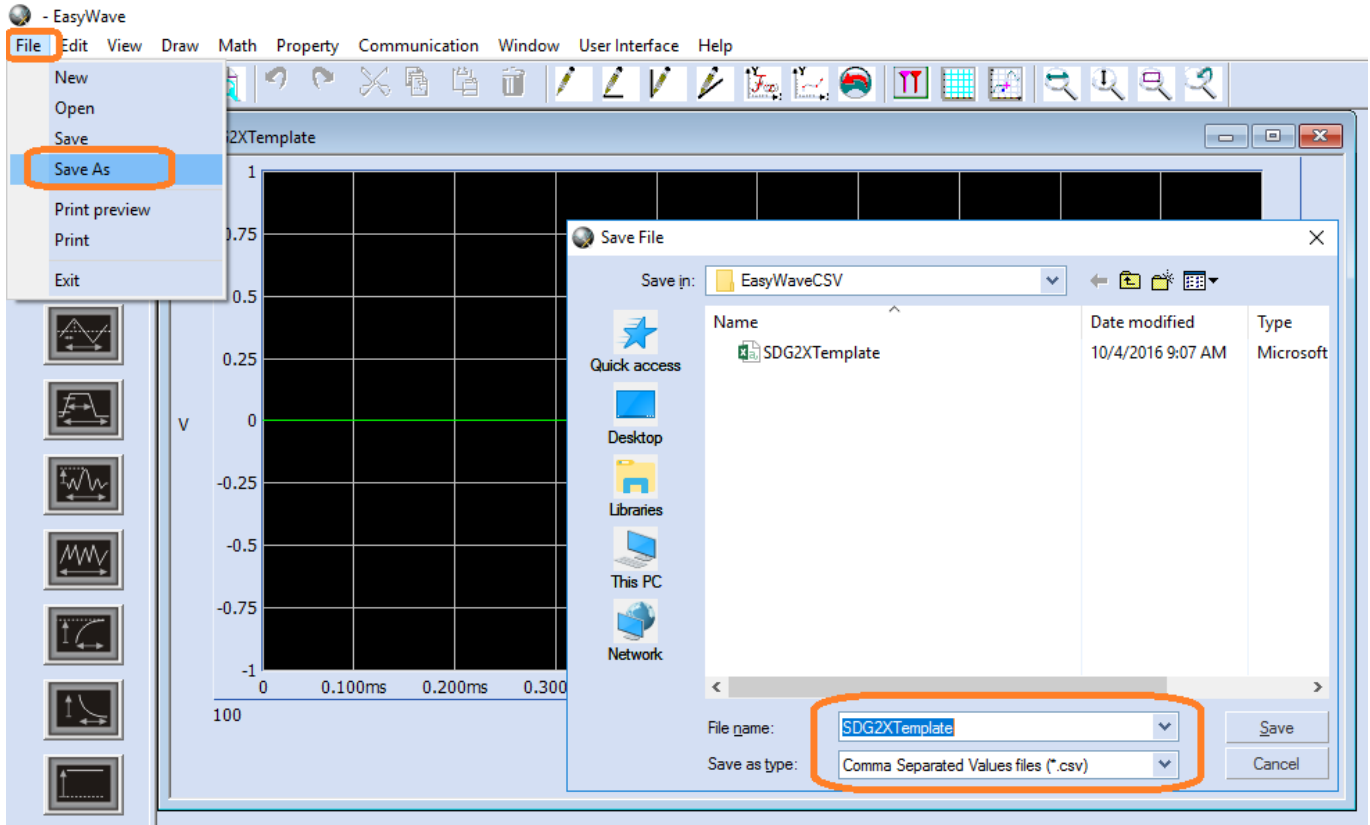 - EasyWave
File Edit View Draw Math Property Communication Window User Interface Help
New
Open
Save
Save As
Print preview
Print
Exit
G2XTemplate
1
0.75
0.5
0.25
0
-0.25
-0.5
-0.75
-1
V
0 0.100ms 0.200ms 0.300
100
Save File
Save in: EasyWaveCSV
Name Date modified Type
SDG2XTemplate 10/4/2016 9:07 AM Microsoft
Quick access
Desktop
Libraries
This PC
Network
File name: SDG2XTemplate Save
Save as type: Comma Separated Values files (*.csv) Cancel